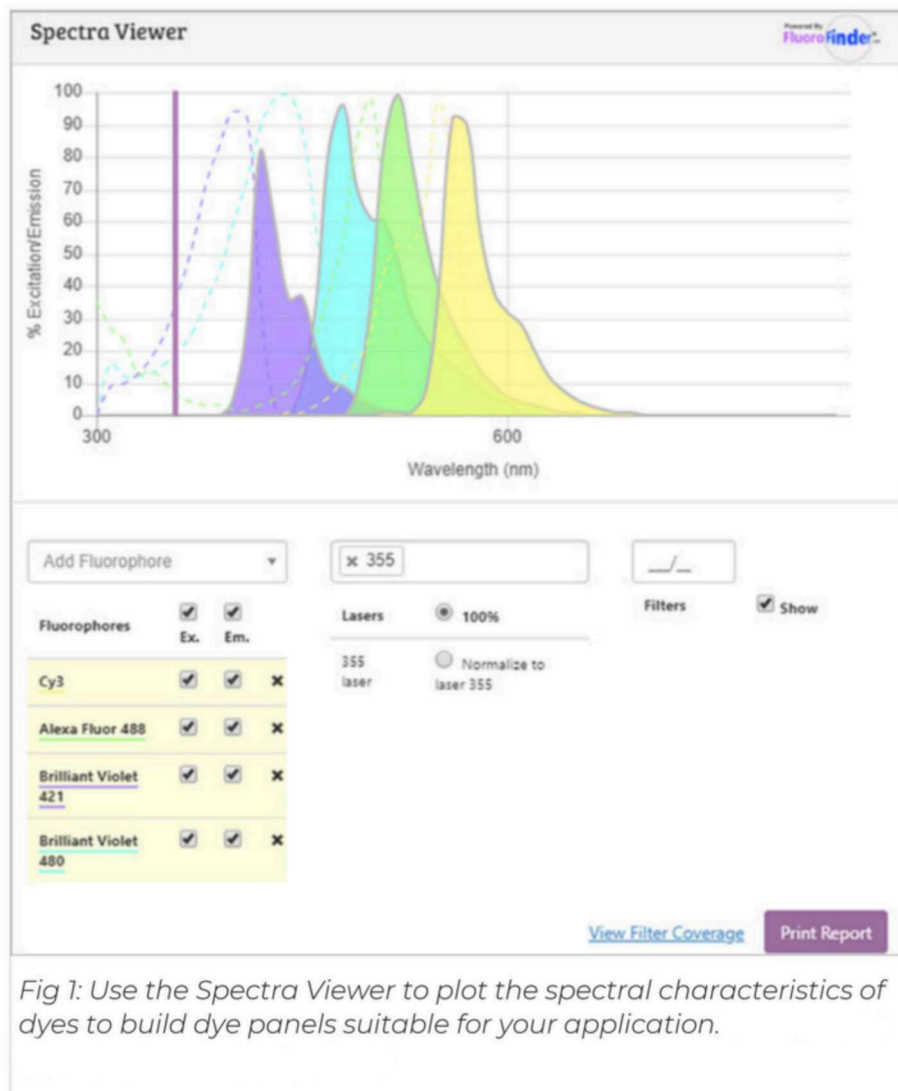 Spectra Viewer
Powered By
FluoroFinder
100
90
80
70
60
50
40
30
20
10
0
% Excitation/Emission
300
600
Wavelength (nm)
Add Fluorophore
× 355
__/_
Fluorophores
Ex.
Em.
Lasers
100%
Filters
Show
355
laser
Normalize to
laser 355
Cy3
Alexa Fluor 488
Brilliant Violet
421
Brilliant Violet
480
View Filter Coverage
Print Report
Fig 1: Use the Spectra Viewer to plot the spectral characteristics of
dyes to build dye panels suitable for your application.